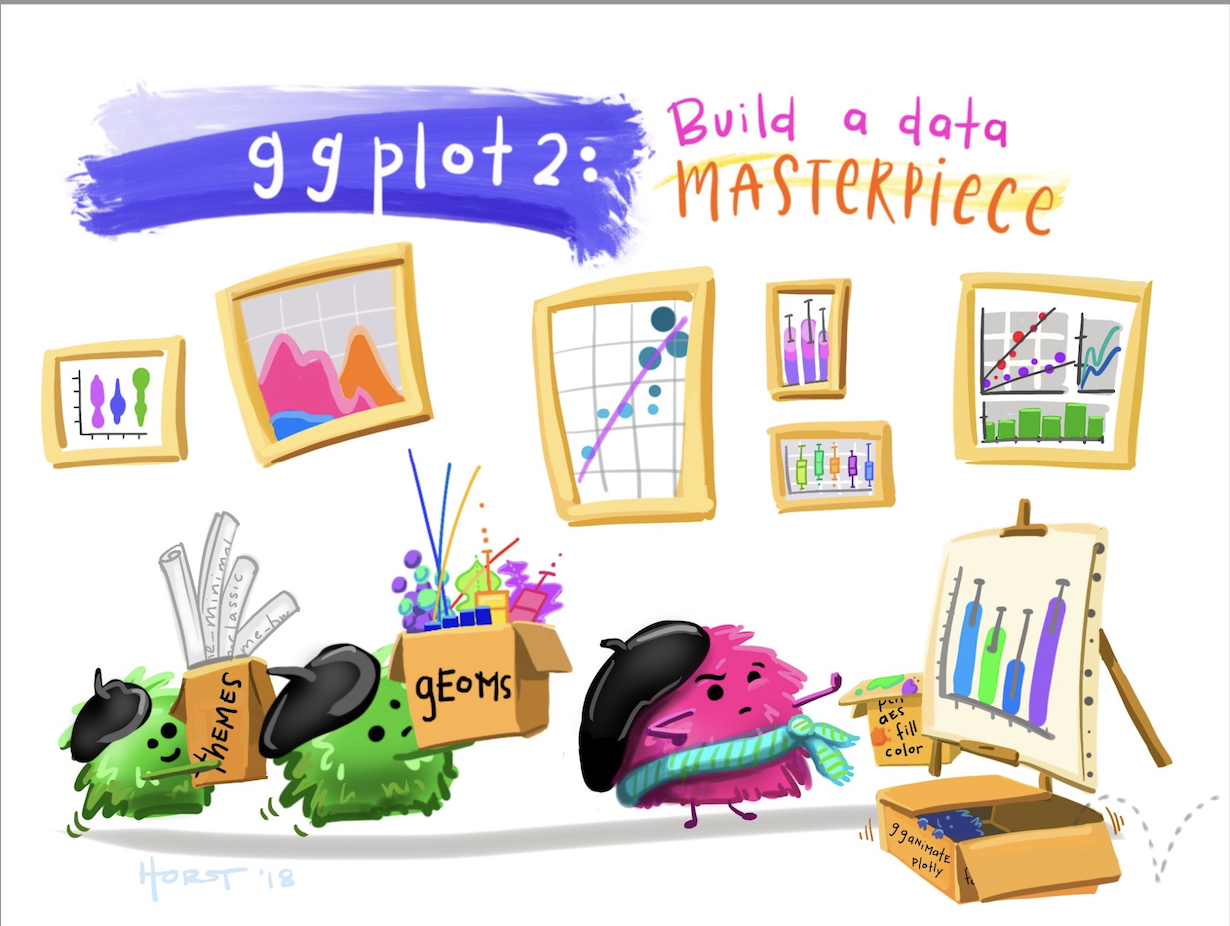 ggplot2:
Build a data
MASTERPiece
THEMES
gEOMS
aes
fill
color
gganimate
plotly
HORST '18